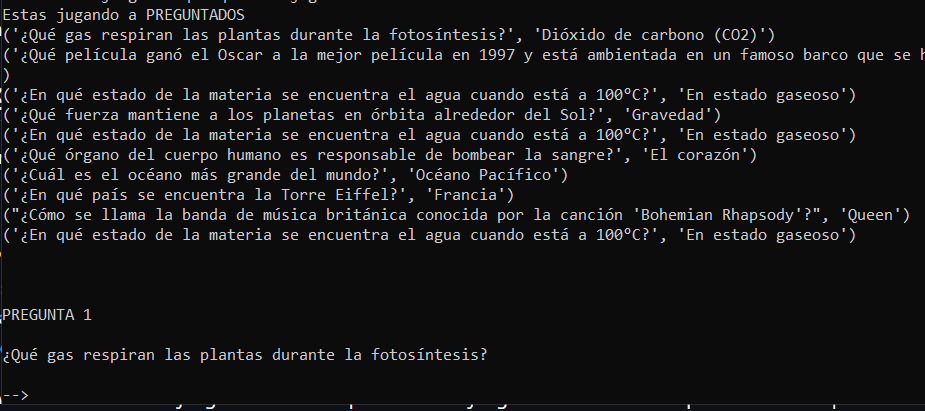 Estas jugando a PREGUNTADOS
('¿Qué gas respiran las plantas durante la fotosíntesis?', 'Dióxido de carbono (CO2)')
('¿Qué película ganó el Oscar a la mejor película en 1997 y está ambientada en un famoso barco que se
)
('¿En qué estado de la materia se encuentra el agua cuando está a 100°C?', 'En estado gaseoso')
('¿Qué fuerza mantiene a los planetas en órbita alrededor del Sol?', 'Gravedad')
('¿En qué estado de la materia se encuentra el agua cuando está a 100°C?', 'En estado gaseoso')
('¿Qué órgano del cuerpo humano es responsable de bombear la sangre?', 'El corazón')
('¿Cuál es el océano más grande del mundo?', 'Océano Pacífico')
('¿En qué país se encuentra la Torre Eiffel?', 'Francia')
("¿Cómo se llama la banda de música británica conocida por la canción 'Bohemian Rhapsody'?", 'Queen')
('¿En qué estado de la materia se encuentra el agua cuando está a 100°C?', 'En estado gaseoso')
PREGUNTA 1
¿Qué gas respiran las plantas durante la fotosíntesis?
-->